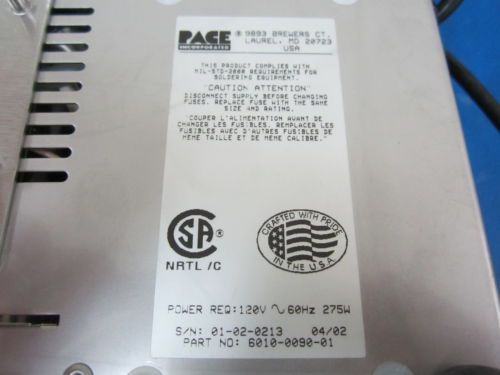 PACE ® 9893 BREWERS CT.
INCORPORATED LAUREL, MD 20723
USA
THIS PRODUCT COMPLIES WITH
MIL-STD-2000 REQUIREMENTS FOR
SOLDERING EQUIPMENT.
"CAUTION ATTENTION"
DISCONNECT SUPPLY BEFORE CHANGING
FUSES. REPLACE FUSE WITH THE SAME
SIZE AND RATING.
"COUPER L'ALIMENTATION AVANT DE
CHANGER LES FUSIBLES. REMPLACER LES
FUSIBLES AVEC D'AUTRES FUSIBLES DE
MEME TAILLE ET DE MEME CALIBRE."
CSA ®
NRTL /C
CRAFTED WITH PRIDE
IN THE U.S.A.
POWER REQ: 120V ~ 60Hz 275W
S/N: 01-02-0213 04/02
PART NO: 6010-0090-01